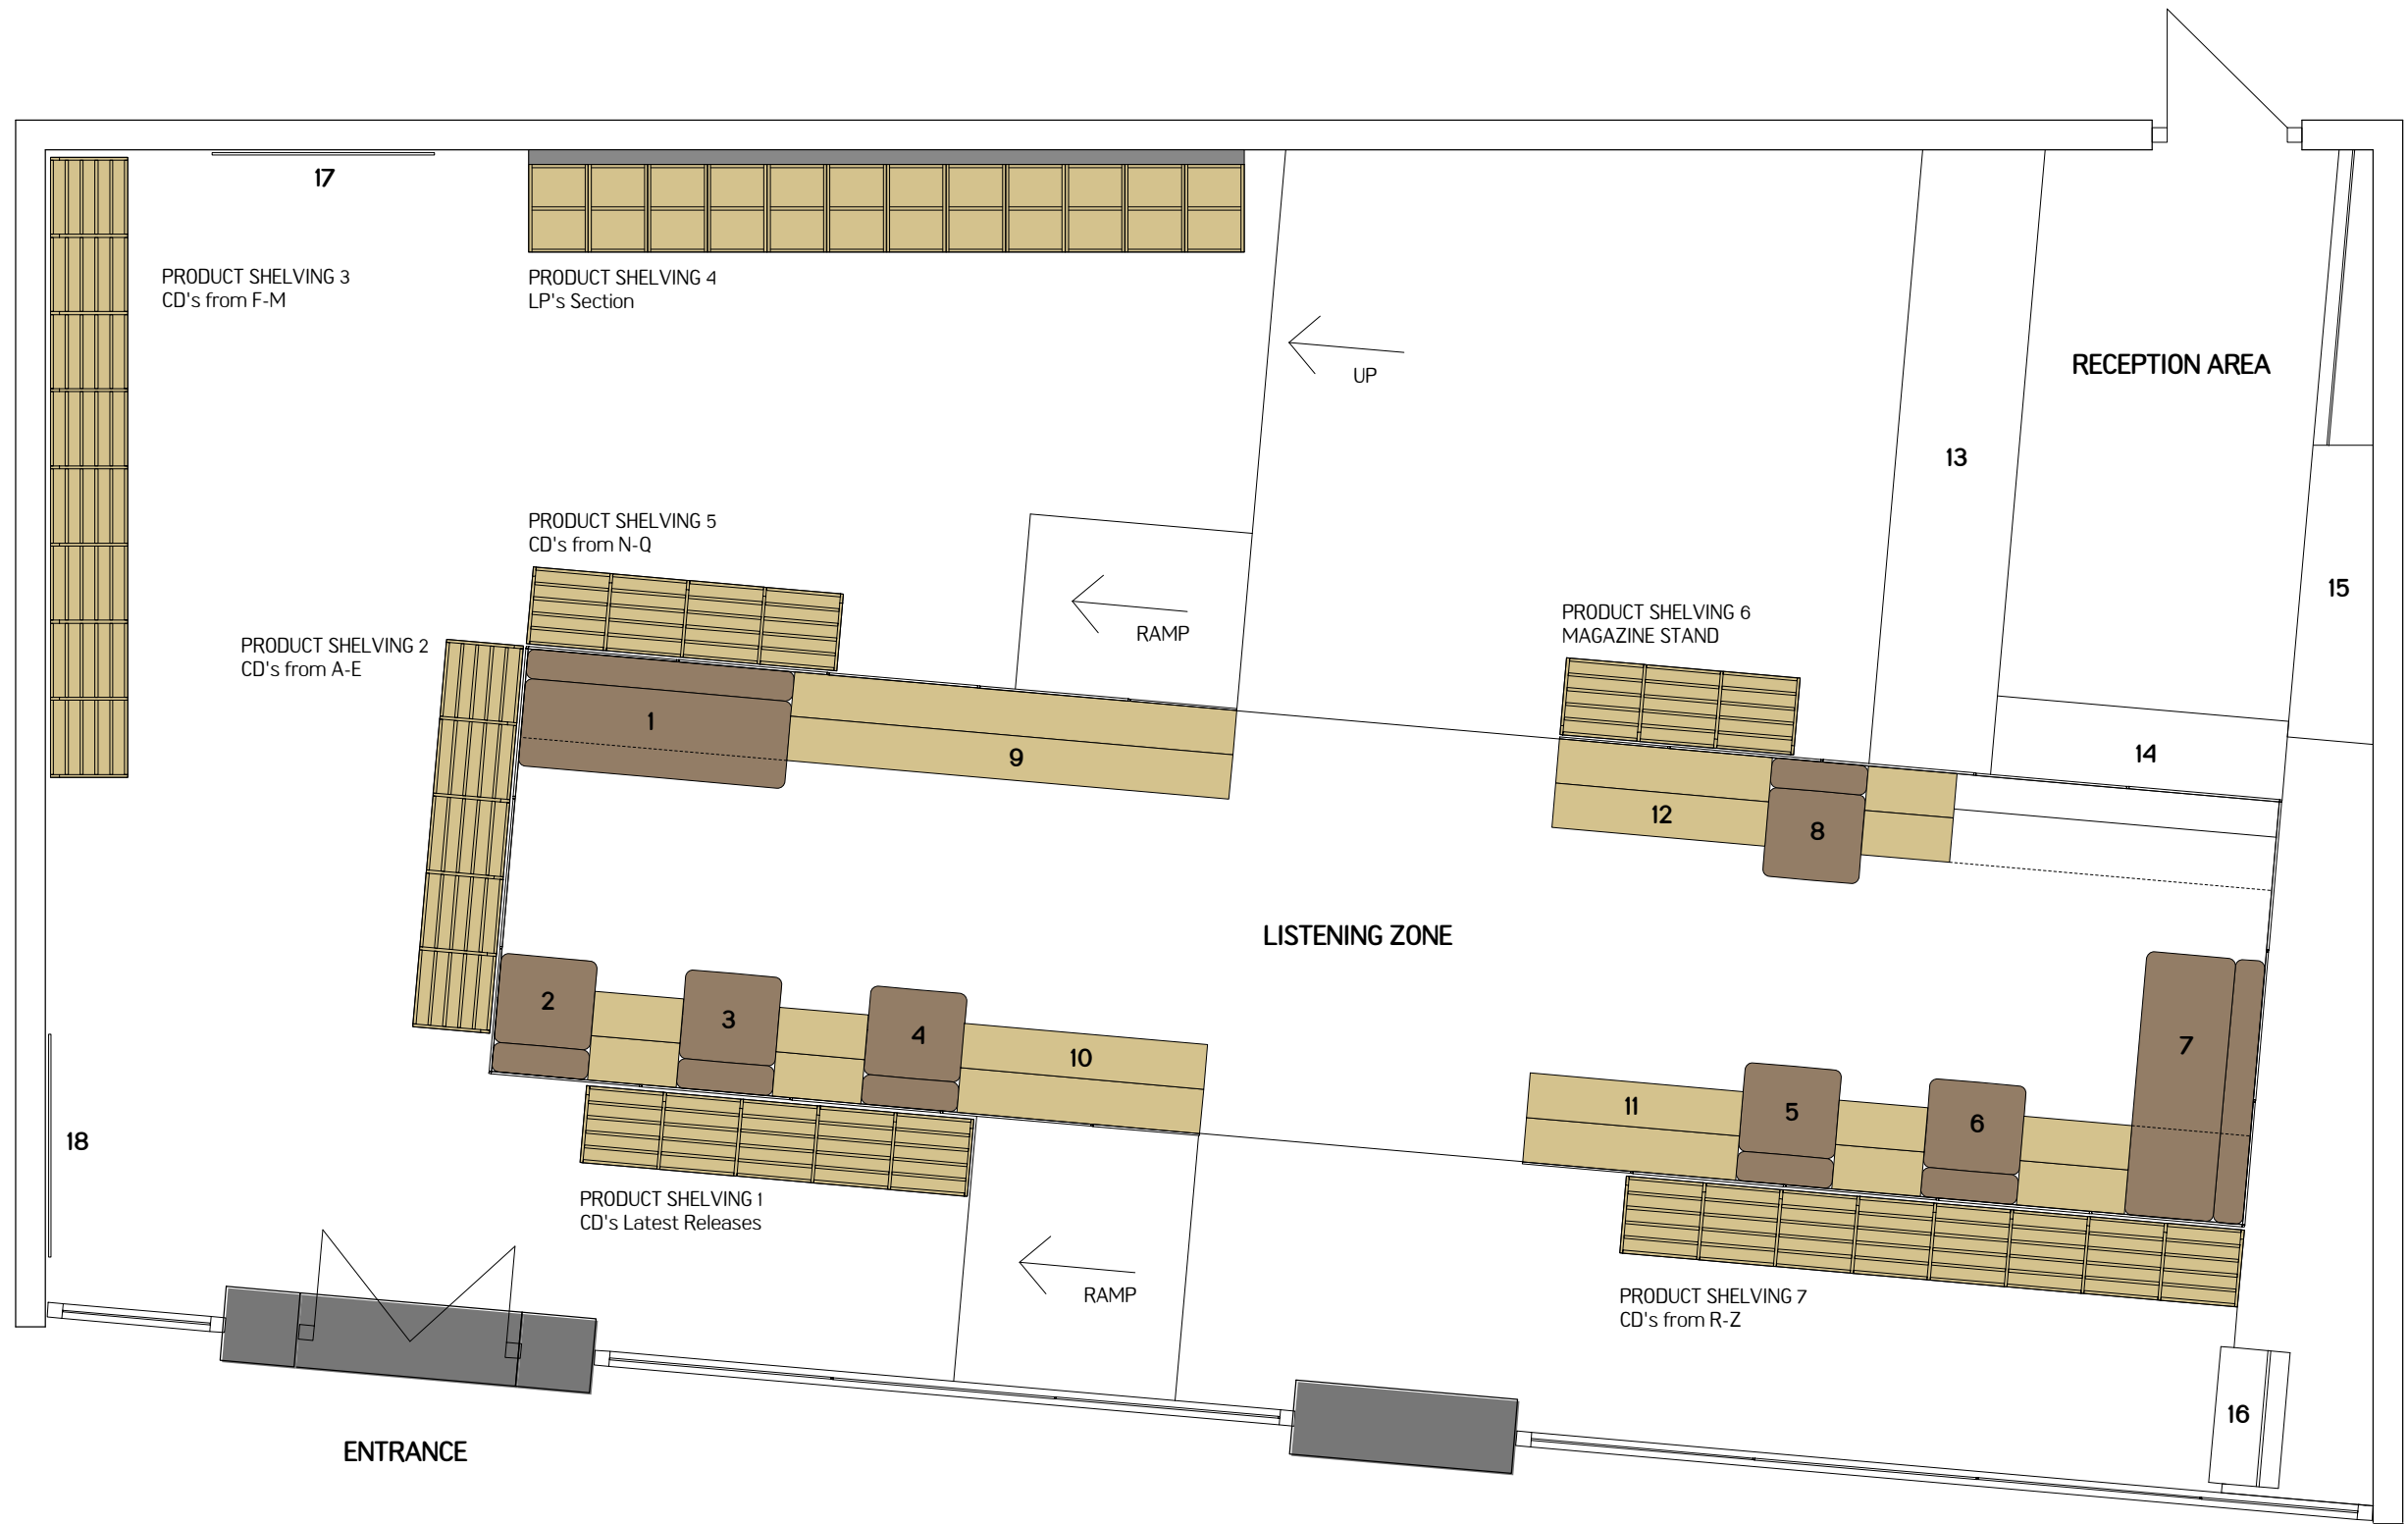 17
PRODUCT SHELVING 3
CD's from F-M
PRODUCT SHELVING 4
LP's Section
UP
RECEPTION AREA
13
PRODUCT SHELVING 5
CD's from N-Q
15
PRODUCT SHELVING 6
MAGAZINE STAND
RAMP
PRODUCT SHELVING 2
CD's from A-E
1
9
14
12
8
LISTENING ZONE
2
3
4
10
7
11
5
6
18
PRODUCT SHELVING 1
CD's Latest Releases
RAMP
PRODUCT SHELVING 7
CD's from R-Z
16
ENTRANCE